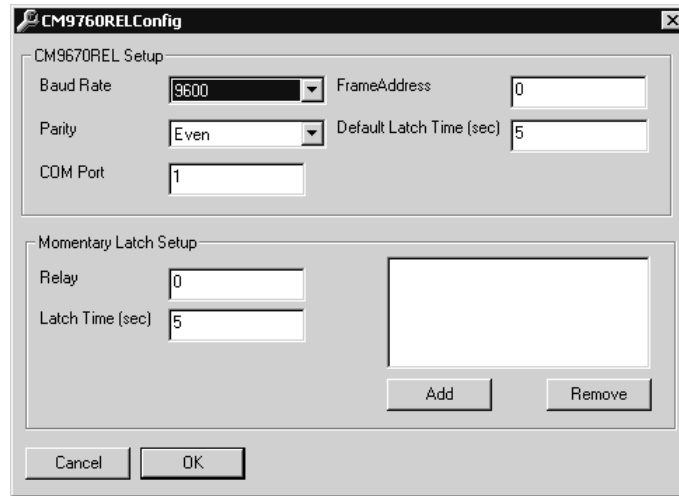 CM9760RELConfig
CM9670REL Setup
Baud Rate 9600 FrameAddress 0
Parity Even Default Latch Time (sec) 5
COM Port 1
Momentary Latch Setup
Relay 0
Latch Time (sec) 5
Add Remove
Cancel OK